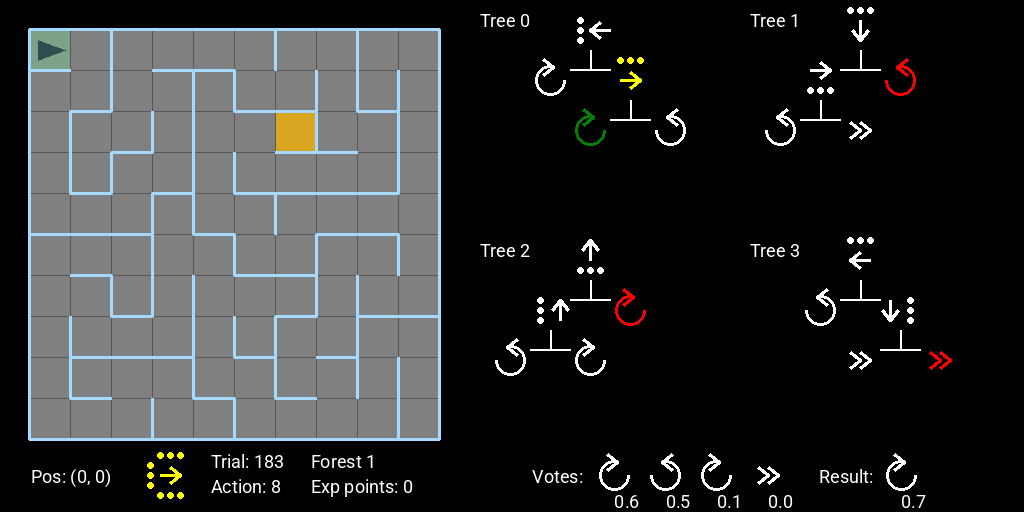 Tree 0
Tree 1
Tree 2
Tree 3
Pos: (0, 0)
Trial: 183
Forest 1
Action: 8
Exp points: 0
Votes:
0.6
0.5
0.1
0.0
Result:
0.7